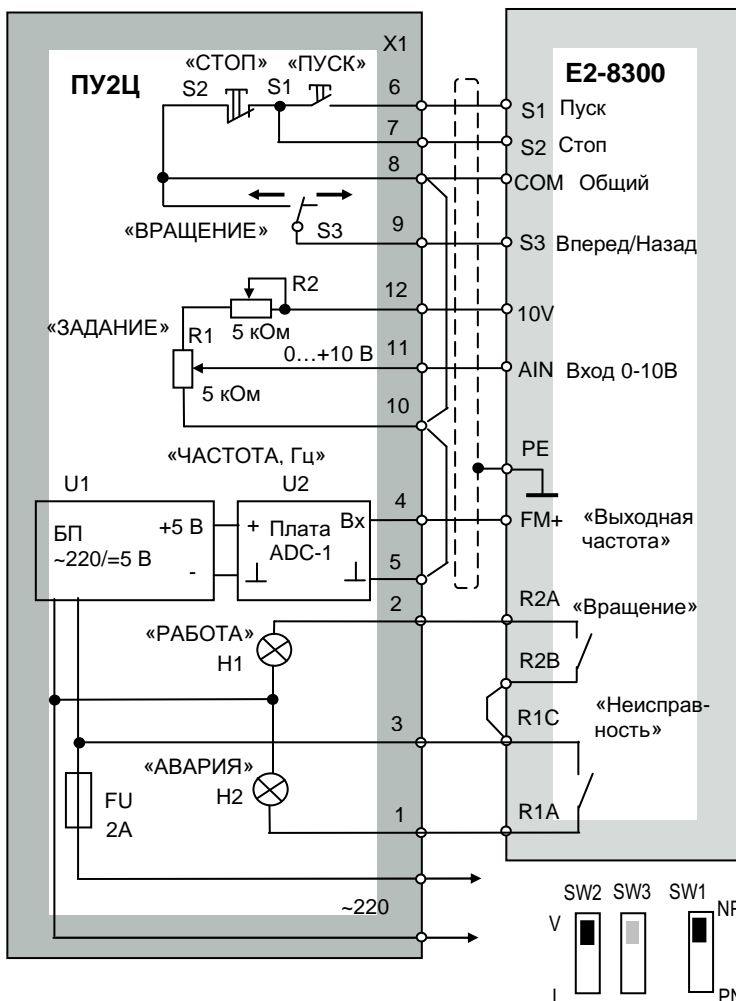 X1
«СТОП» «ПУСК»
ПУ2Ц
E2-8300
S2 S1
6
S1 Пуск
7
S2 Стоп
8
COM Общий
«ВРАЩЕНИЕ» S3
9
S3 Вперед/Назад
R2
12
10V
«ЗАДАНИЕ»
R1
5 кОм
0…+10 В
11
AIN Вход 0-10В
5 кОм
10
«ЧАСТОТА, Гц»
PE
U1 U2
4
БП
~220/=5 В
+5 В
-
+ Плата
ADC-1
Вх
FM+ «Выходная
частота»
5
2
R2A
«Вращение»
«РАБОТА»
H1
R2B
R1C
«Неисправ-
ность»
3
«АВАРИЯ»
H2
FU
2A
1
R1A
~220
SW2 SW3 SW1
V
NP
I
PN